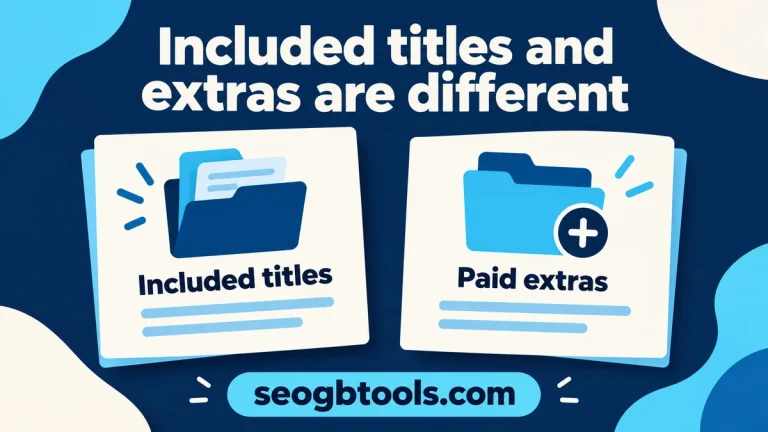 Included titles and
extras are different
Included titles
Paid extras
seogbtools.com